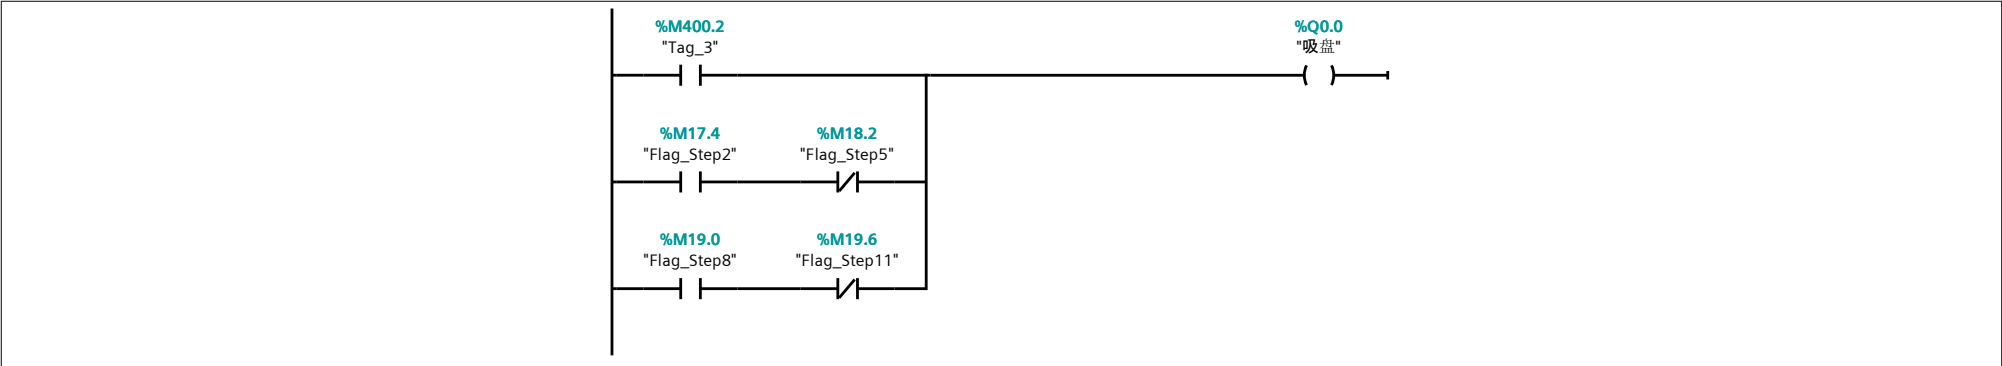 %M400.2
"Tag_3"
%Q0.0
"吸盘"
%M17.4
"Flag_Step2"
%M18.2
"Flag_Step5"
%M19.0
"Flag_Step8"
%M19.6
"Flag_Step11"